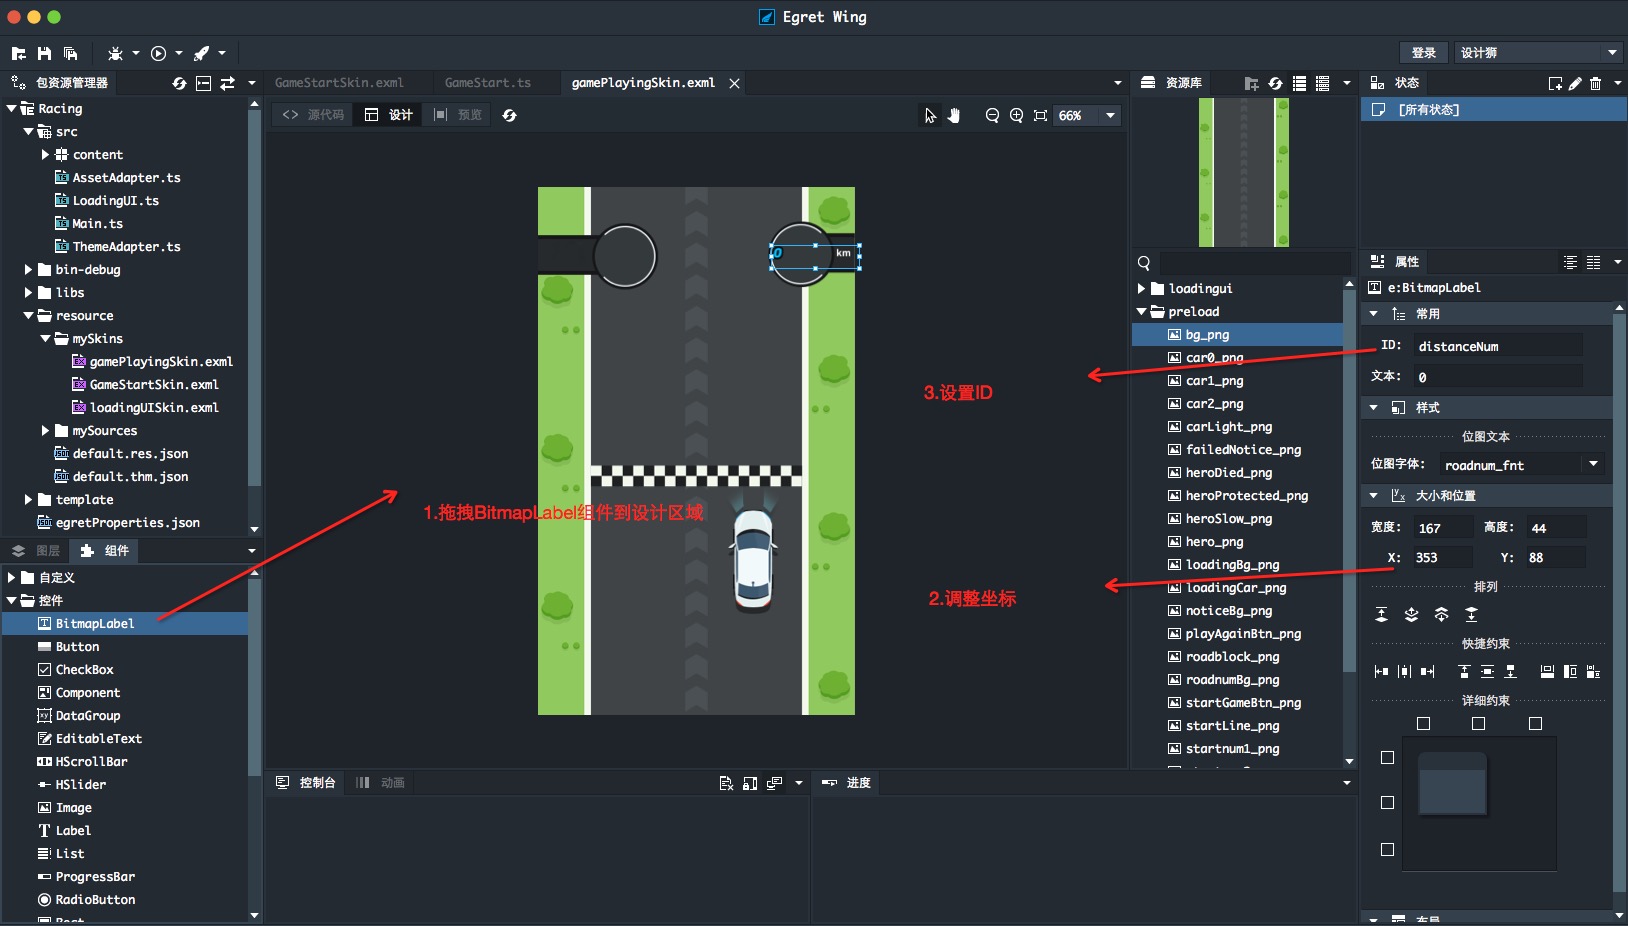 Egret Wing
登录
设计狮
包资源管理器
GameStartSkin.exml
GameStart.ts
gamePlayingSkin.exml
资源库
状态
<> 源代码
设计
预览
66%
[所有状态]
Racing
src
content
AssetAdapter.ts
LoadingUI.ts
Main.ts
ThemeAdapter.ts
bin-debug
libs
resource
mySkins
gamePlayingSkin.exml
GameStartSkin.exml
loadingUISkin.exml
mySources
default.res.json
default.thm.json
template
egretProperties.json
图层
组件
自定义
控件
BitmapLabel
Button
CheckBox
Component
DataGroup
EditableText
HScrollBar
HSlider
Image
Label
List
ProgressBar
RadioButton
0
km
1.拖拽BitmapLabel组件到设计区域
3.设置ID
2.调整坐标
控制台
动画
进度
loadingui
preload
bg_png
car0_png
car1_png
car2_png
carLight_png
failedNotice_png
heroDied_png
heroProtected_png
heroSlow_png
hero_png
loadingBg_png
loadingCar_png
noticeBg_png
playAgainBtn_png
roadblock_png
roadnumBg_png
startGameBtn_png
startLine_png
startnum1_png
属性
e:BitmapLabel
常用
ID: distanceNum
文本: 0
样式
位图文本
位图字体: roadnum_fnt
大小和位置
宽度: 167 高度: 44
X: 353 Y: 88
排列
快捷约束
详细约束
布局